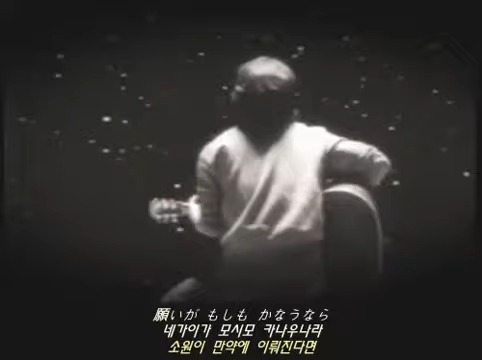 願いが もしも かなうなら
네가이가 모시모 카나우나라
소원이 만약에 이뤄진다면